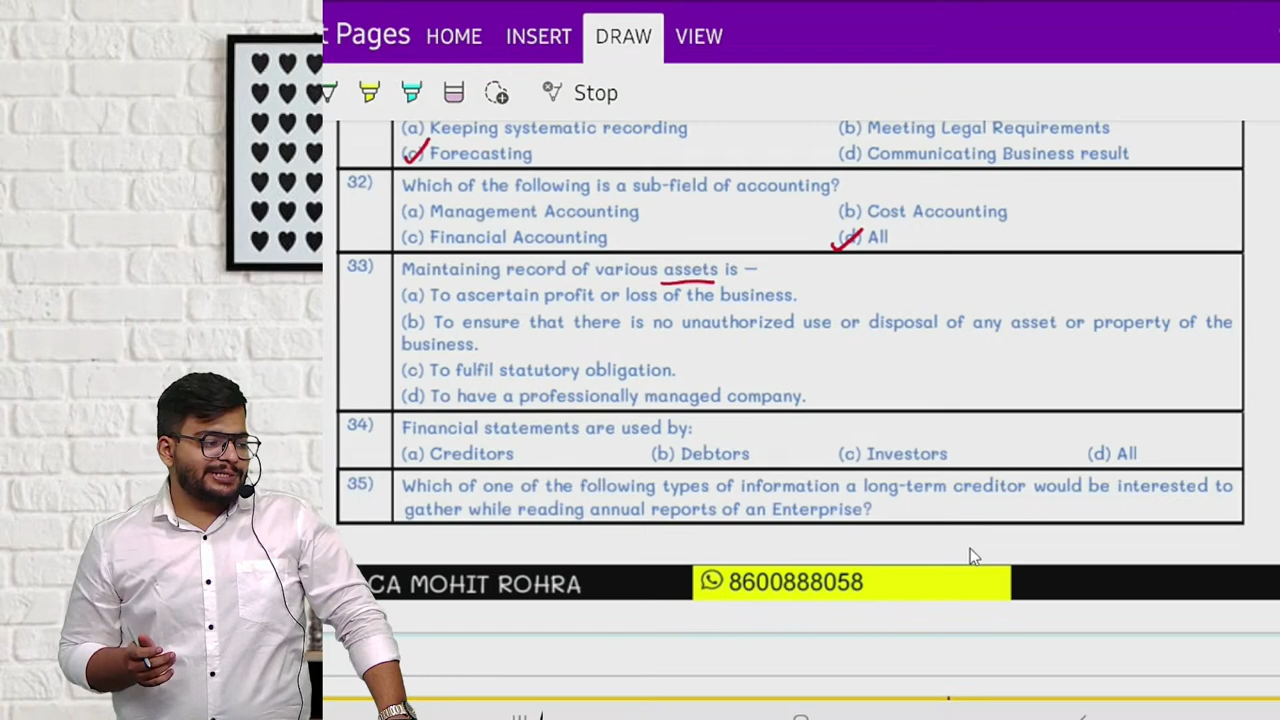 t Pages HOME INSERT DRAW VIEW
Stop
(a) Keeping systematic recording (b) Meeting Legal Requirements
(c) Forecasting (d) Communicating Business result
32) Which of the following is a sub-field of accounting?
(a) Management Accounting (b) Cost Accounting
(c) Financial Accounting (d) All
33) Maintaining record of various assets is –
(a) To ascertain profit or loss of the business.
(b) To ensure that there is no unauthorized use or disposal of any asset or property of the
business.
(c) To fulfil statutory obligation.
(d) To have a professionally managed company.
34) Financial statements are used by:
(a) Creditors (b) Debtors (c) Investors (d) All
35) Which of one of the following types of information a long-term creditor would be interested to
gather while reading annual reports of an Enterprise?
CA MOHIT ROHRA 8600888058